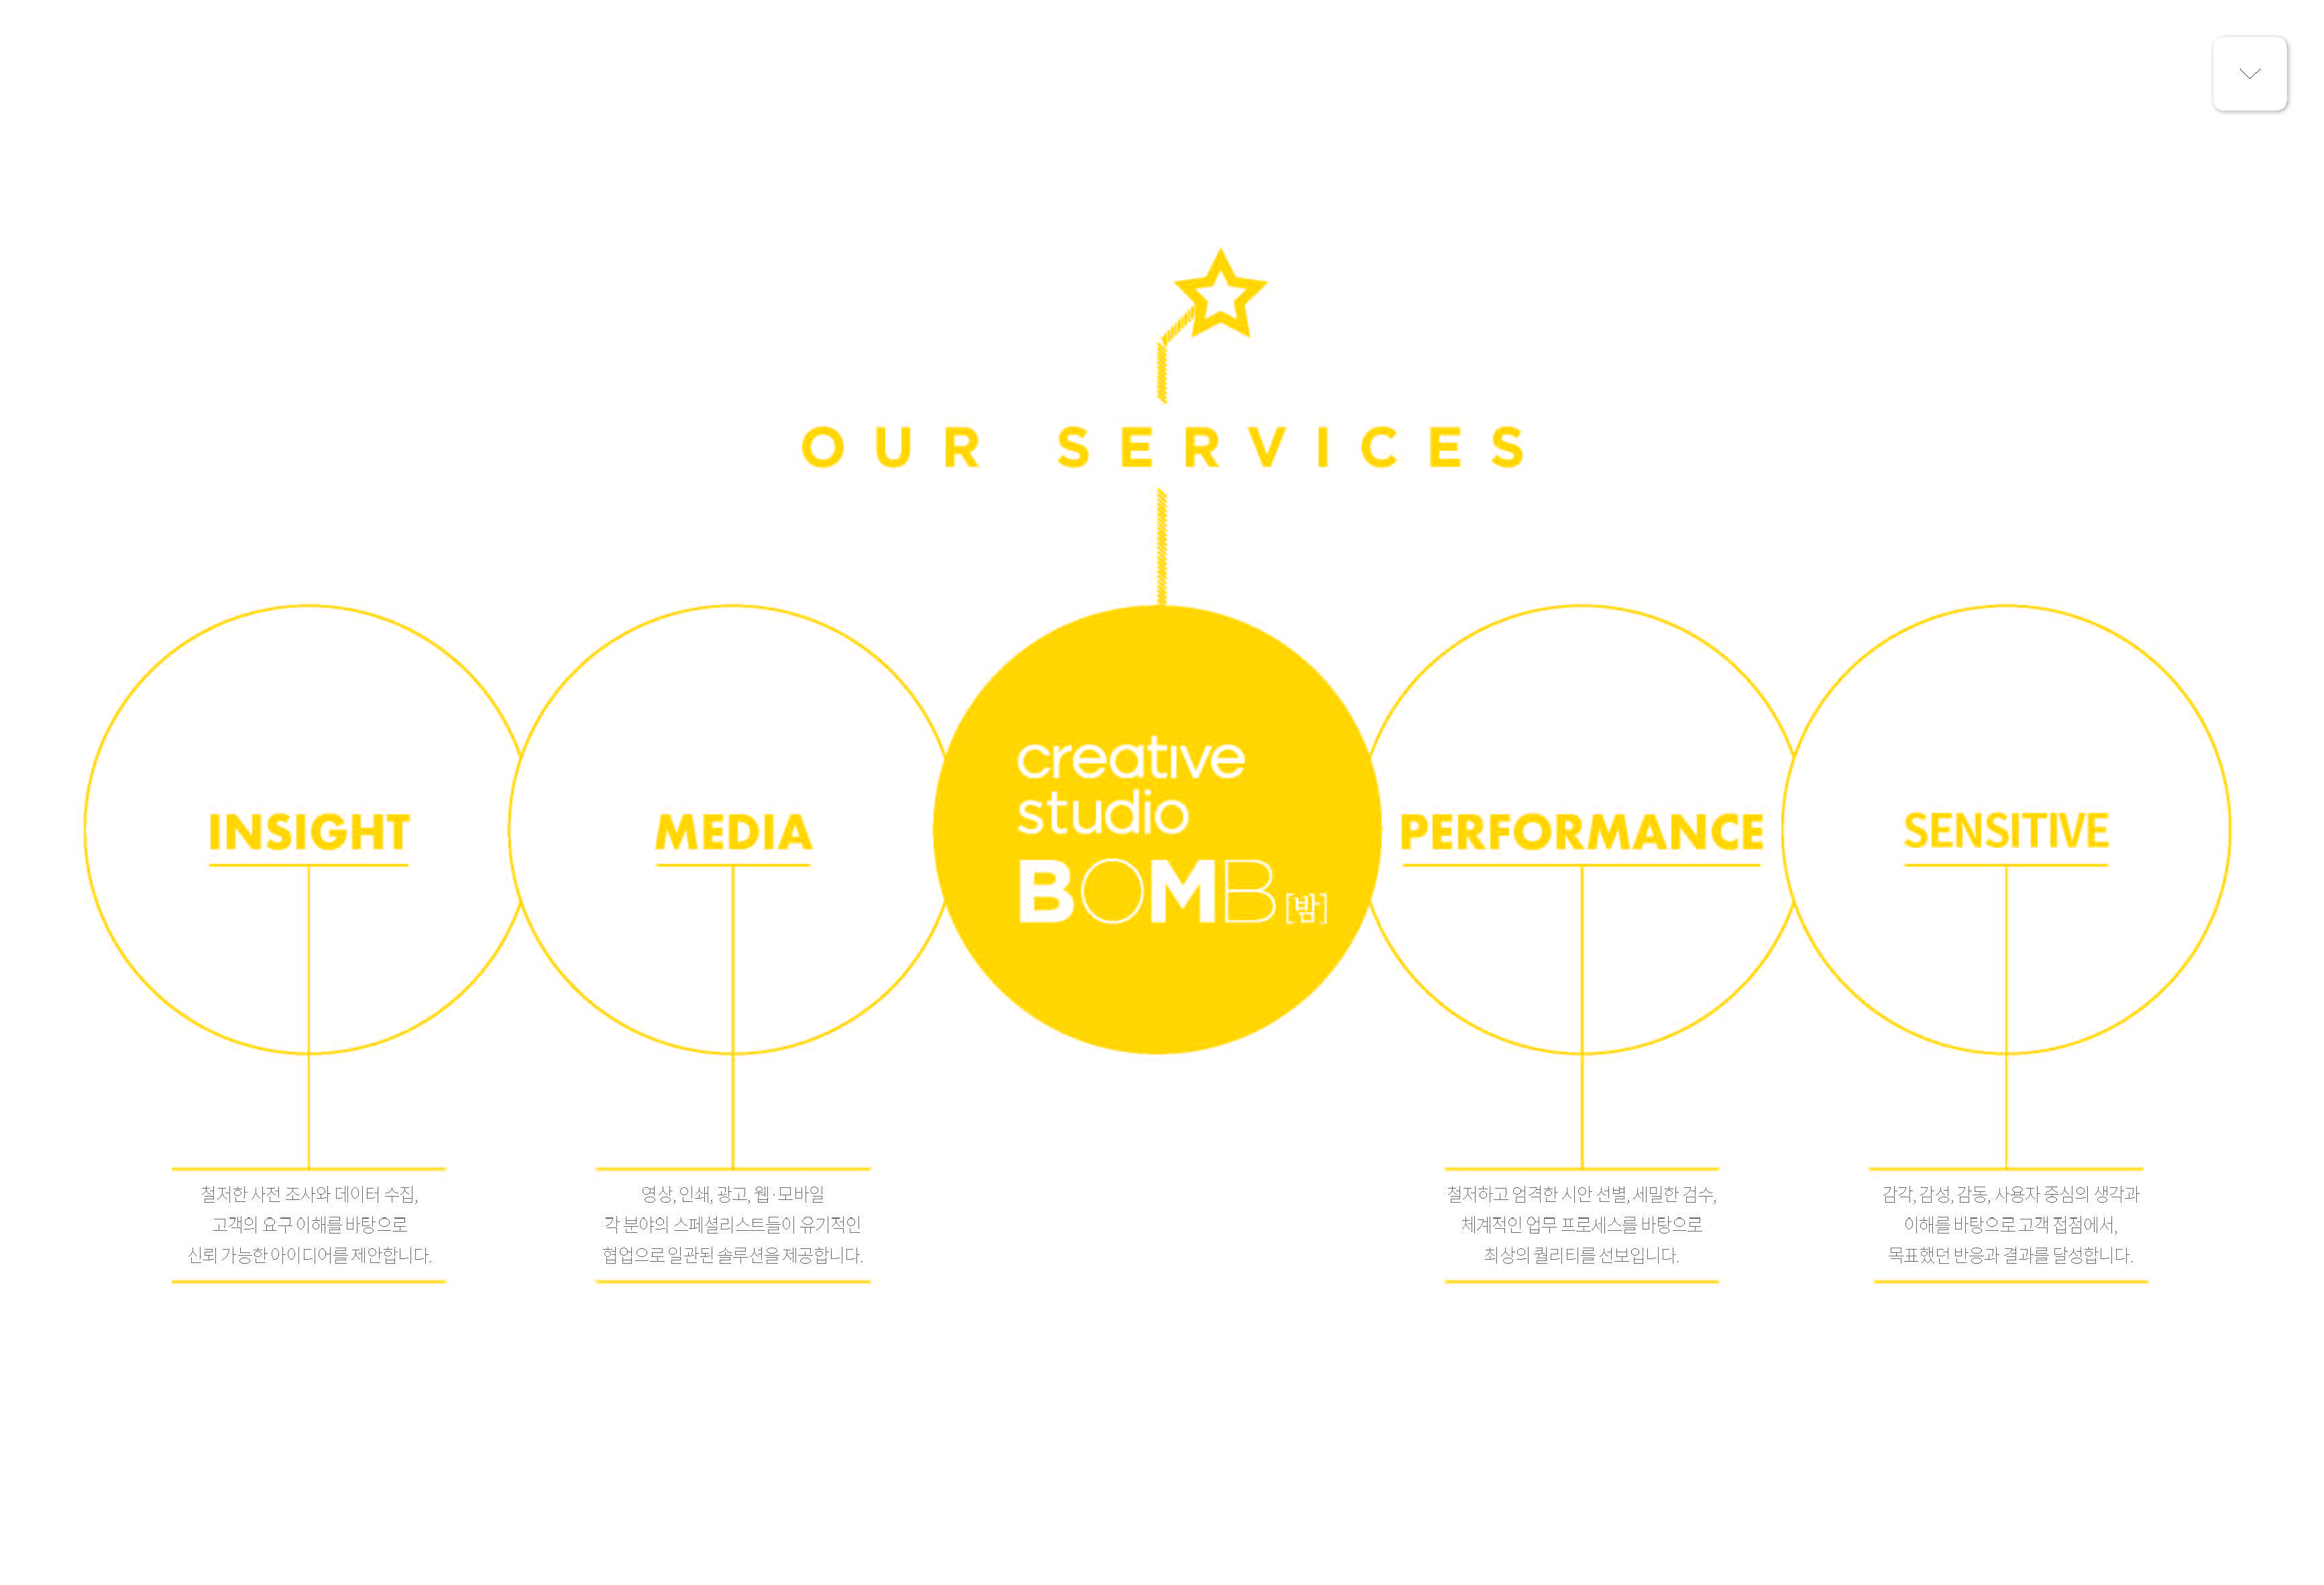 OUR SERVICES
INSIGHT
MEDIA
creative
studio
BOMB [밤]
PERFORMANCE
SENSITIVE
철저한 사전 조사와 데이터 수집,
고객의 요구 이해를 바탕으로
신뢰 가능한 아이디어를 제안합니다.
영상, 인쇄, 광고, 웹·모바일
각 분야의 스페셜리스트들이 유기적인
협업으로 일관된 솔루션을 제공합니다.
철저하고 엄격한 시안 선별, 세밀한 검수,
체계적인 업무 프로세스를 바탕으로
최상의 퀄리티를 선보입니다.
감각, 감성, 감동, 사용자 중심의 생각과
이해를 바탕으로 고객 접점에서,
목표했던 반응과 결과를 달성합니다.